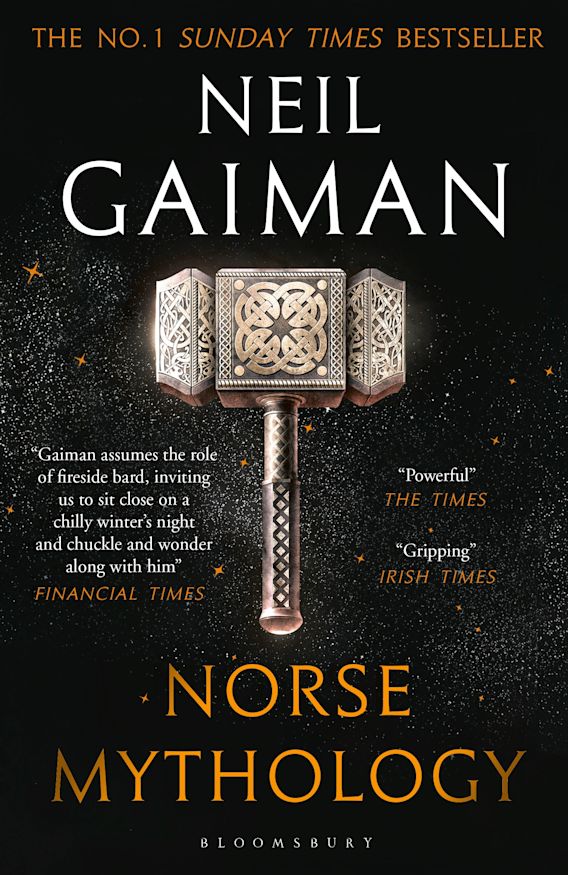 THE NO.1 SUNDAY TIMES BESTSELLER
NEIL
GAIMAN
“Gaiman assumes the role
of fireside bard, inviting
us to sit close on a
chilly winter’s night
and chuckle and wonder
along with him”
FINANCIAL TIMES
“Powerful”
THE TIMES
“Gripping”
IRISH TIMES
NORSE
MYTHOLOGY
BLOOMSBURY